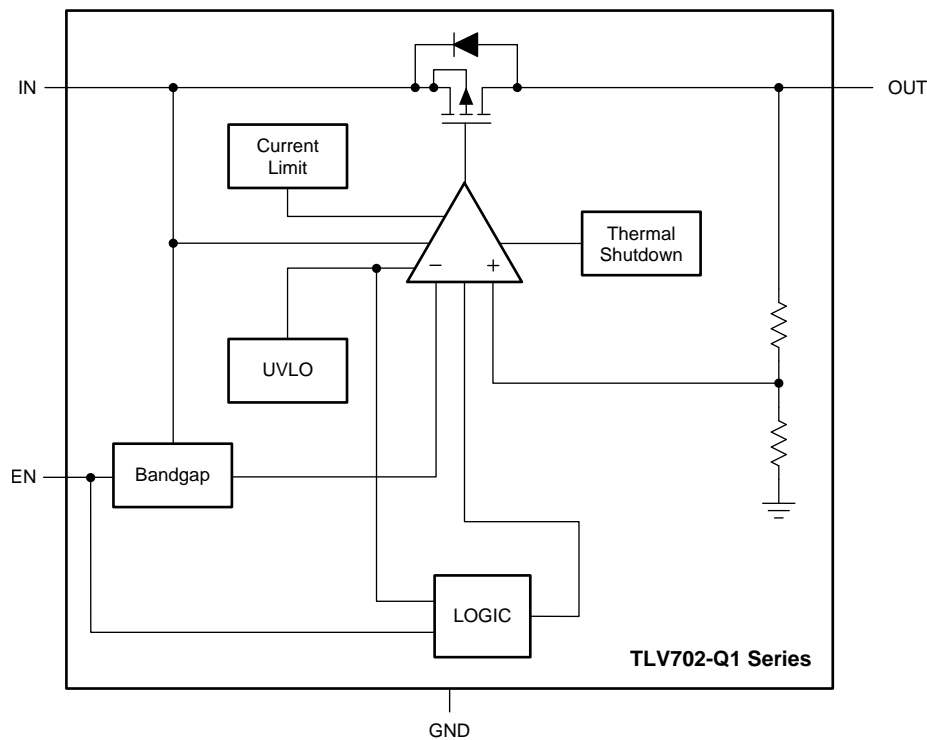 IN
OUT
Current
Limit
Thermal
Shutdown
−
+
UVLO
EN
Bandgap
LOGIC
TLV702-Q1 Series
GND